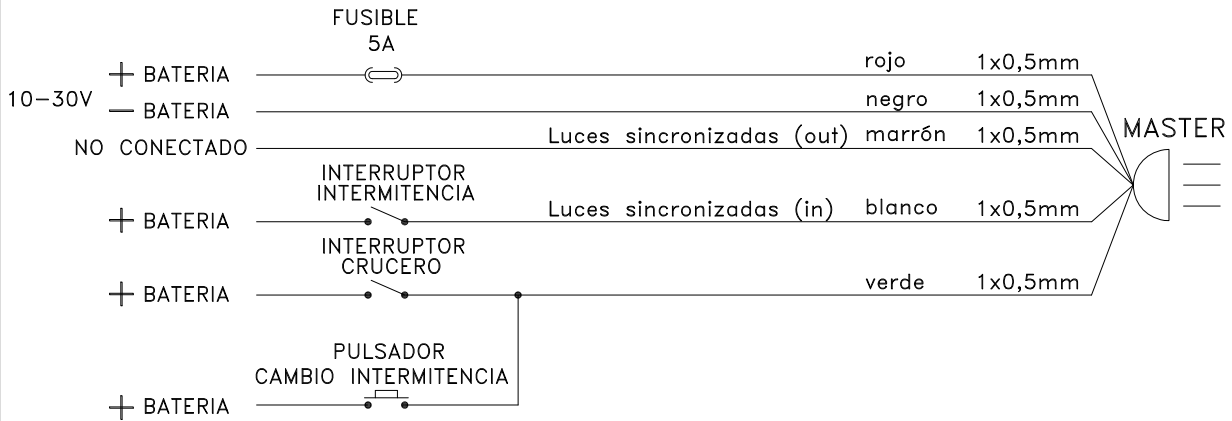 FUSIBLE
5A
+ BATERIA rojo 1x0,5mm
10-30V
- BATERIA negro 1x0,5mm
MASTER
NO CONECTADO Luces sincronizadas (out) marrón 1x0,5mm
INTERRUPTOR
INTERMITENCIA
+ BATERIA Luces sincronizadas (in) blanco 1x0,5mm
INTERRUPTOR
CRUCERO
+ BATERIA verde 1x0,5mm
PULSADOR
CAMBIO INTERMITENCIA
+ BATERIA